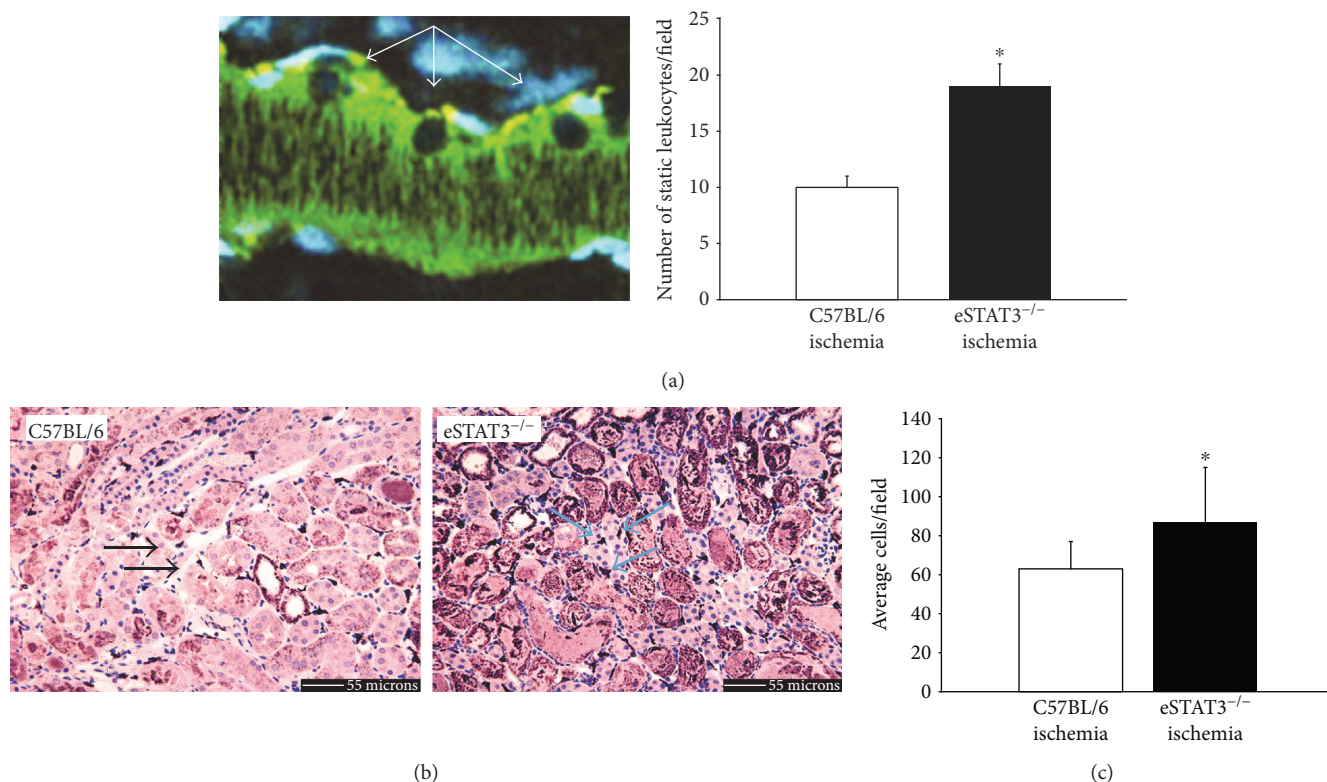 Number of static leukocytes/field
25
20
15
10
5
0
*
C57BL/6
ischemia
eSTAT3−/−
ischemia
(a)
C57BL/6
55 microns
eSTAT3−/−
55 microns
(b)
Average cells/field
140
120
100
80
60
40
20
0
*
C57BL/6
ischemia
eSTAT3−/−
ischemia
(c)